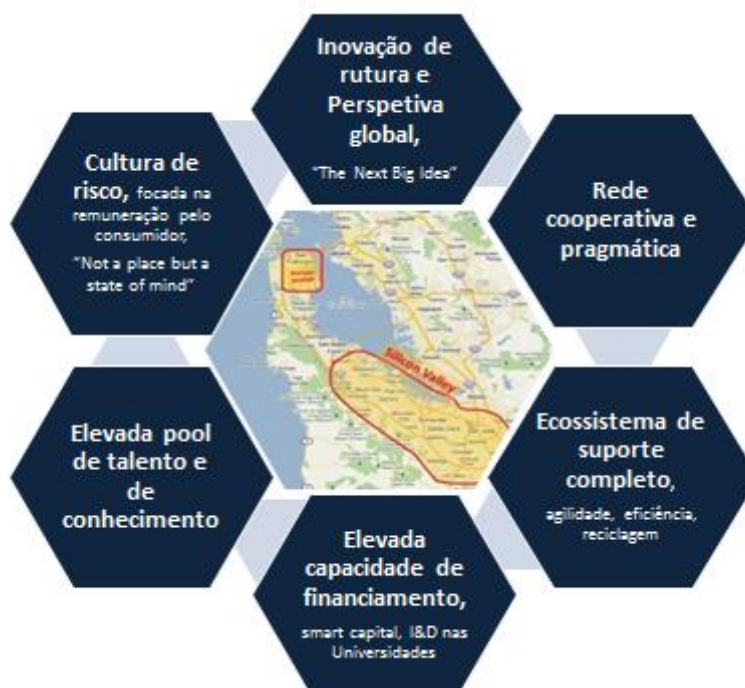 Inovação de
rutura e
Perspetiva
global,
"The Next Big Idea"
Cultura de
risco, focada na
remuneração pelo
consumidor,
"Not a place but a
state of mind"
Rede
cooperativa e
pragmática
Silicon Valley
Elevada pool
de talento e
de
conhecimento
Ecossistema de
suporte
completo,
agilidade, eficiência,
reciclagem
Elevada
capacidade de
financiamento,
smart capital, I&D nas
Universidades